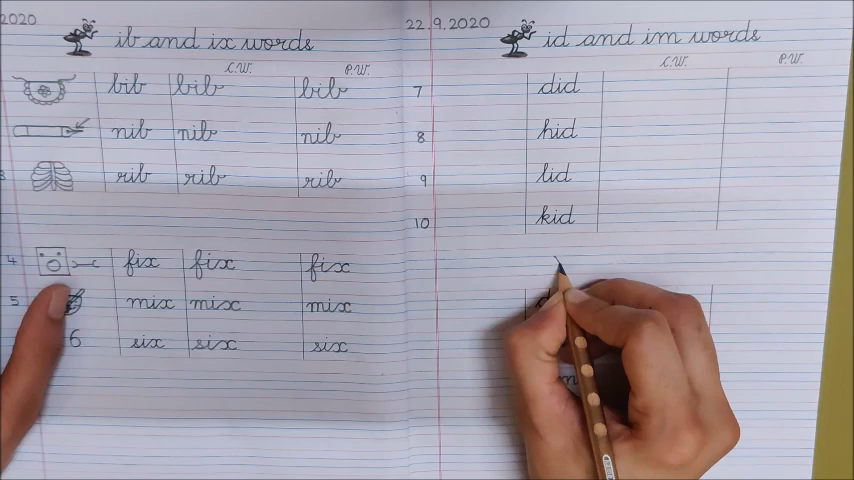 2020
ib and ix words
C.W. P.W.
bib bib bib
nib nib nib
rib rib rib
4 fix fix fix
5 mix mix mix
6 six six six
22.9.2020
id and im words
C.W. P.W.
7 did
8 hid
9 lid
10 kid